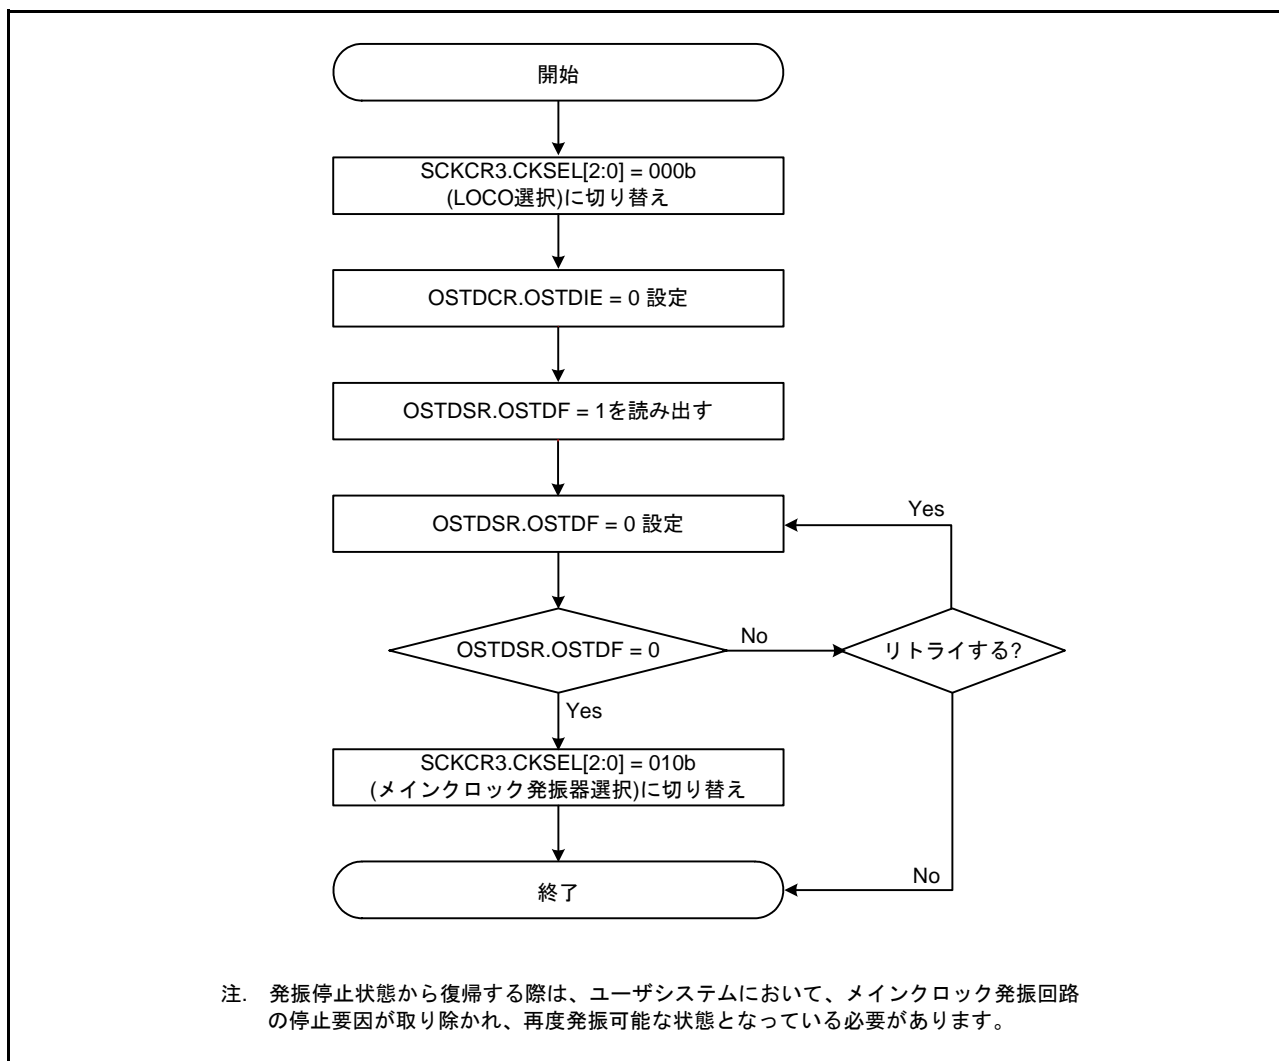 開始
SCKCR3.CKSEL[2:0] = 000b
(LOCO選択)に切り替え
OSTDCR.OSTDIE = 0 設定
OSTDSR.OSTDF = 1を読み出す
OSTDSR.OSTDF = 0 設定
Yes
OSTDSR.OSTDF = 0
No
リトライする?
Yes
SCKCR3.CKSEL[2:0] = 010b
(メインクロック発振器選択)に切り替え
No
終了
注. 発振停止状態から復帰する際は、ユーザシステムにおいて、メインクロック発振回路
の停止要因が取り除かれ、再度発振可能な状態となっている必要があります。